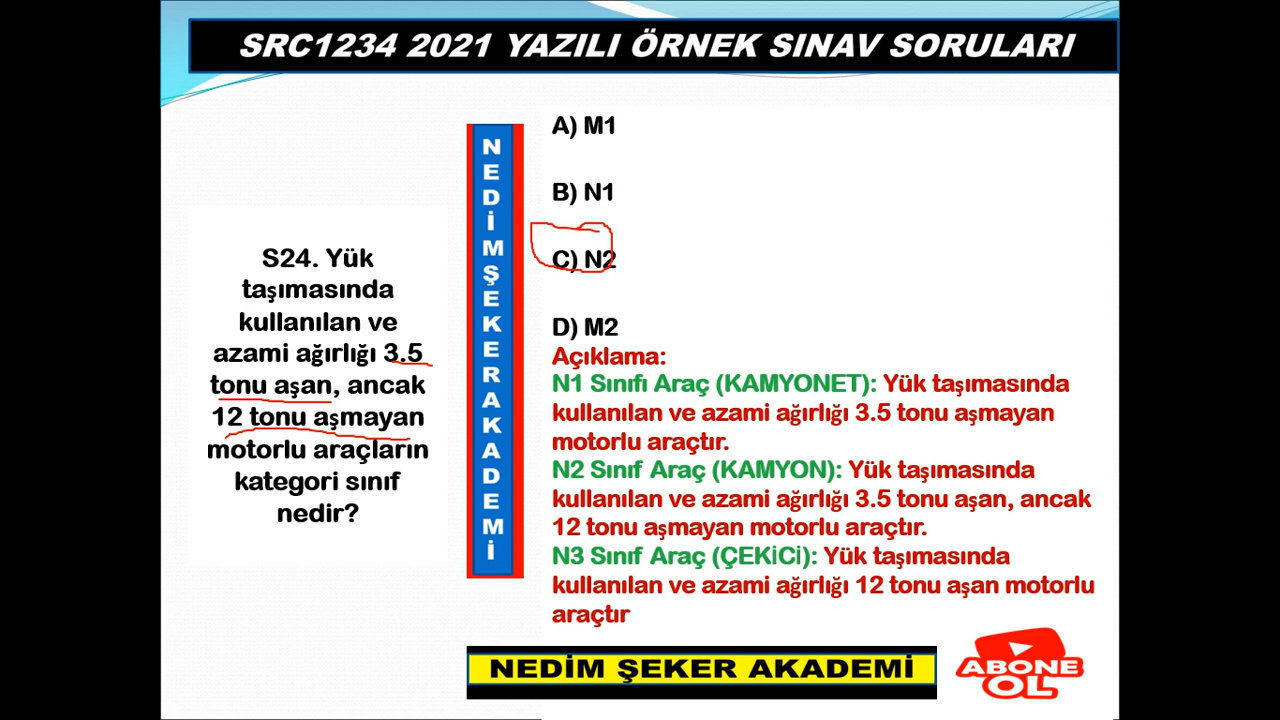 SRC1234 2021 YAZILI ÖRNEK SINAV SORULARI
S24. Yük
taşımasında
kullanılan ve
azami ağırlığı 3.5
tonu aşan, ancak
12 tonu aşmayan
motorlu araçların
kategori sınıf
nedir?
NEDİMŞEKERAKADEMİ
A) M1
B) N1
C) N2
D) M2
Açıklama:
N1 Sınıfı Araç (KAMYONET): Yük taşımasında
kullanılan ve azami ağırlığı 3.5 tonu aşmayan
motorlu araçtır.
N2 Sınıf Araç (KAMYON): Yük taşımasında
kullanılan ve azami ağırlığı 3.5 tonu aşan, ancak
12 tonu aşmayan motorlu araçtır.
N3 Sınıf Araç (ÇEKİCİ): Yük taşımasında
kullanılan ve azami ağırlığı 12 tonu aşan motorlu
araçtır
NEDİM ŞEKER AKADEMİ
ABONE
OL